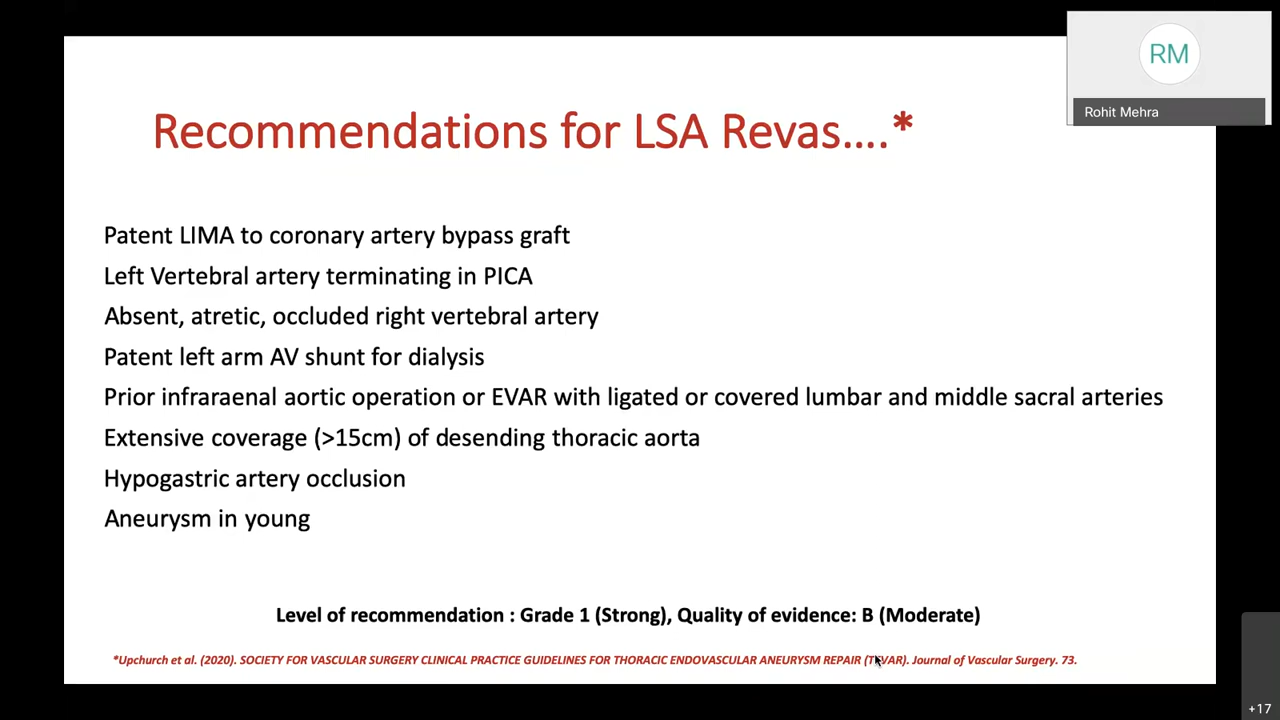 RM
Rohit Mehra
Recommendations for LSA Revas....*
Patent LIMA to coronary artery bypass graft
Left Vertebral artery terminating in PICA
Absent, atretic, occluded right vertebral artery
Patent left arm AV shunt for dialysis
Prior infraraenal aortic operation or EVAR with ligated or covered lumbar and middle sacral arteries
Extensive coverage (>15cm) of desending thoracic aorta
Hypogastric artery occlusion
Aneurysm in young
Level of recommendation : Grade 1 (Strong), Quality of evidence: B (Moderate)
*Upchurch et al. (2020). SOCIETY FOR VASCULAR SURGERY CLINICAL PRACTICE GUIDELINES FOR THORACIC ENDOVASCULAR ANEURYSM REPAIR (TEVAR). Journal of Vascular Surgery. 73.
+17